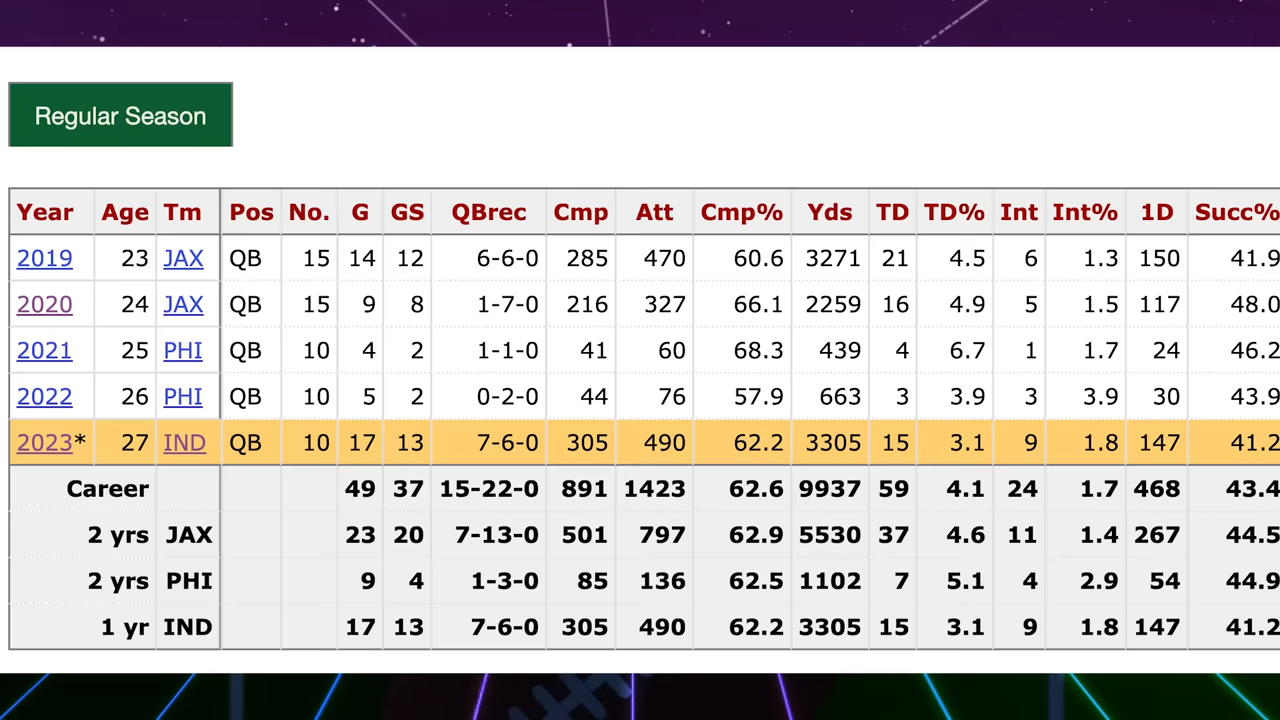 Regular Season
Year Age Tm Pos No. G GS QBrec Cmp Att Cmp% Yds TD TD% Int Int% 1D Succ%
2019 23 JAX QB 15 14 12 6-6-0 285 470 60.6 3271 21 4.5 6 1.3 150 41.9
2020 24 JAX QB 15 9 8 1-7-0 216 327 66.1 2259 16 4.9 5 1.5 117 48.0
2021 25 PHI QB 10 4 2 1-1-0 41 60 68.3 439 4 6.7 1 1.7 24 46.2
2022 26 PHI QB 10 5 2 0-2-0 44 76 57.9 663 3 3.9 3 3.9 30 43.9
2023* 27 IND QB 10 17 13 7-6-0 305 490 62.2 3305 15 3.1 9 1.8 147 41.2
Career 49 37 15-22-0 891 1423 62.6 9937 59 4.1 24 1.7 468 43.4
2 yrs JAX 23 20 7-13-0 501 797 62.9 5530 37 4.6 11 1.4 267 44.5
2 yrs PHI 9 4 1-3-0 85 136 62.5 1102 7 5.1 4 2.9 54 44.9
1 yr IND 17 13 7-6-0 305 490 62.2 3305 15 3.1 9 1.8 147 41.2